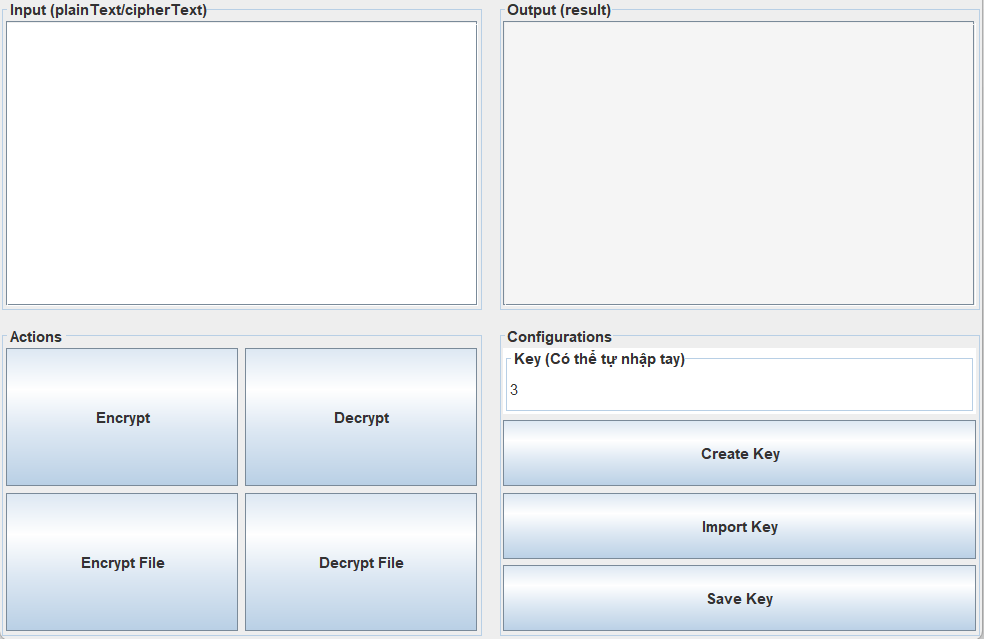 Input (plainText/cipherText)
Output (result)
Actions
Encrypt
Decrypt
Encrypt File
Decrypt File
Configurations
Key (Có thể tự nhập tay)
3
Create Key
Import Key
Save Key